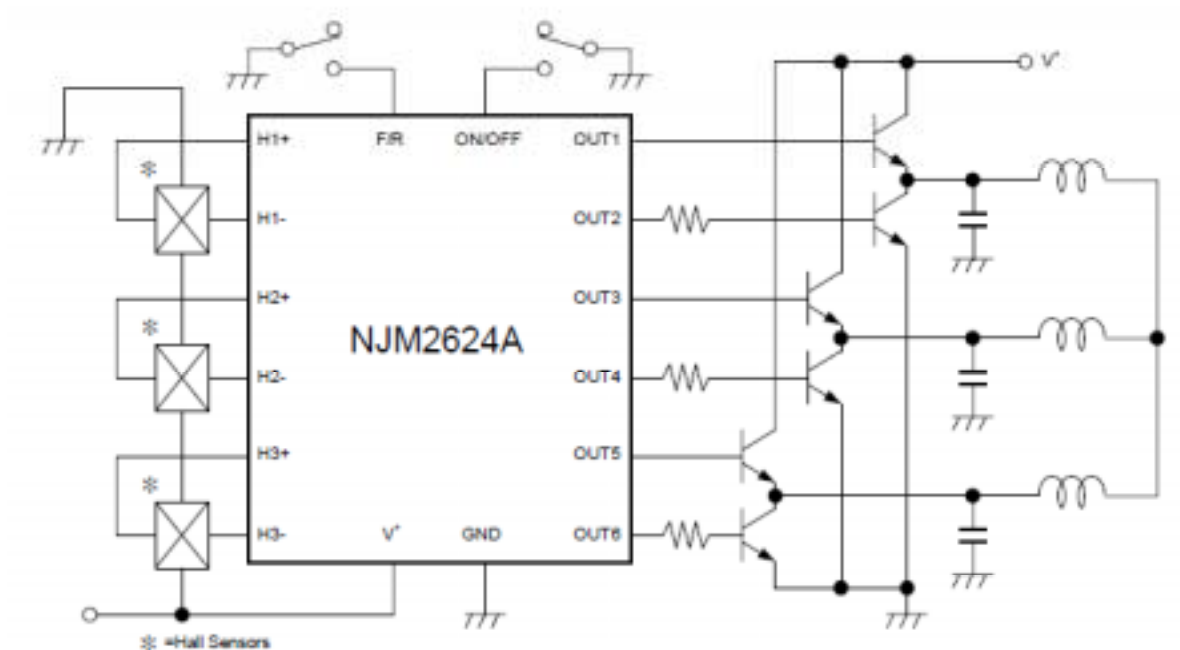 V+
H1+ F/R ON/OFF OUT1
*
H1- OUT2
H2+ OUT3
*
NJM2624A
H2- OUT4
H3+ OUT5
*
H3- V+ GND OUT6
* =Hall Sensors